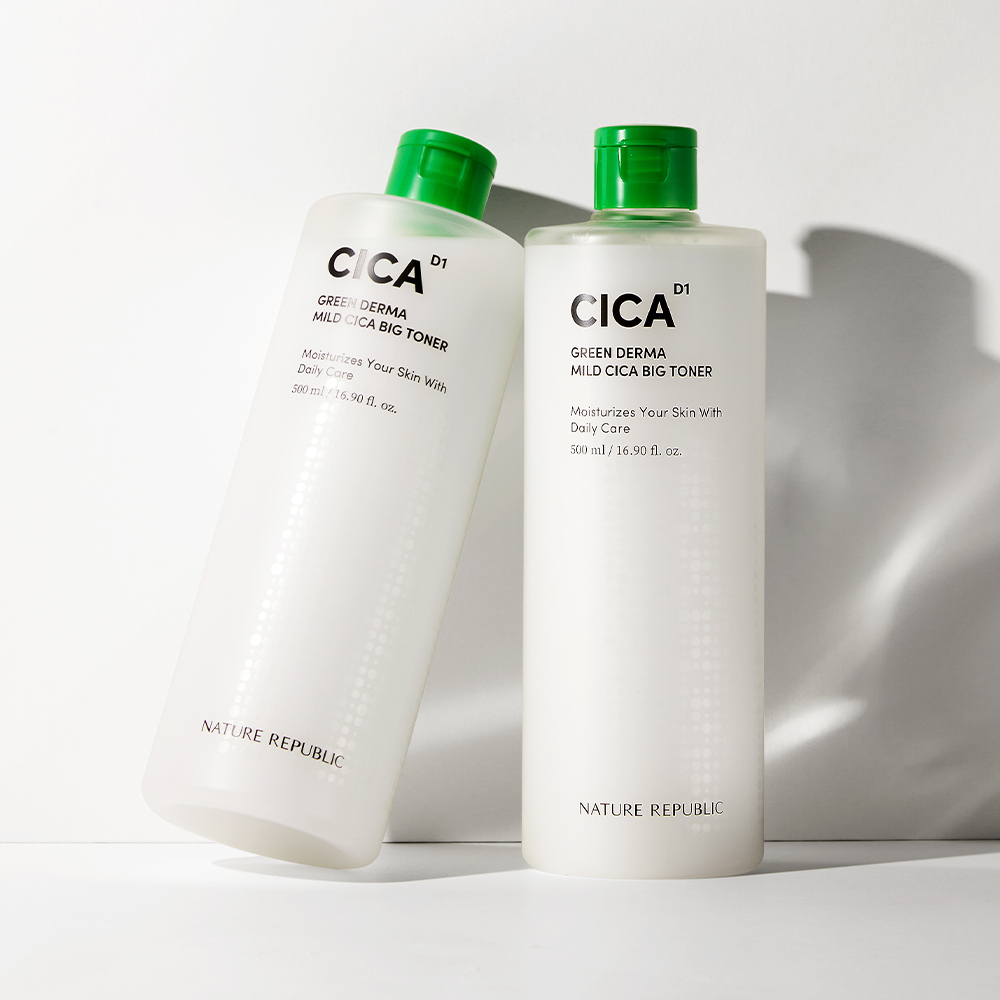 CICA D1
GREEN DERMA
MILD CICA BIG TONER
Moisturizes Your Skin With
Daily Care
500 ml / 16.90 fl. oz.
NATURE REPUBLIC
CICA D1
GREEN DERMA
MILD CICA BIG TONER
Moisturizes Your Skin With
Daily Care
500 ml / 16.90 fl. oz.
NATURE REPUBLIC